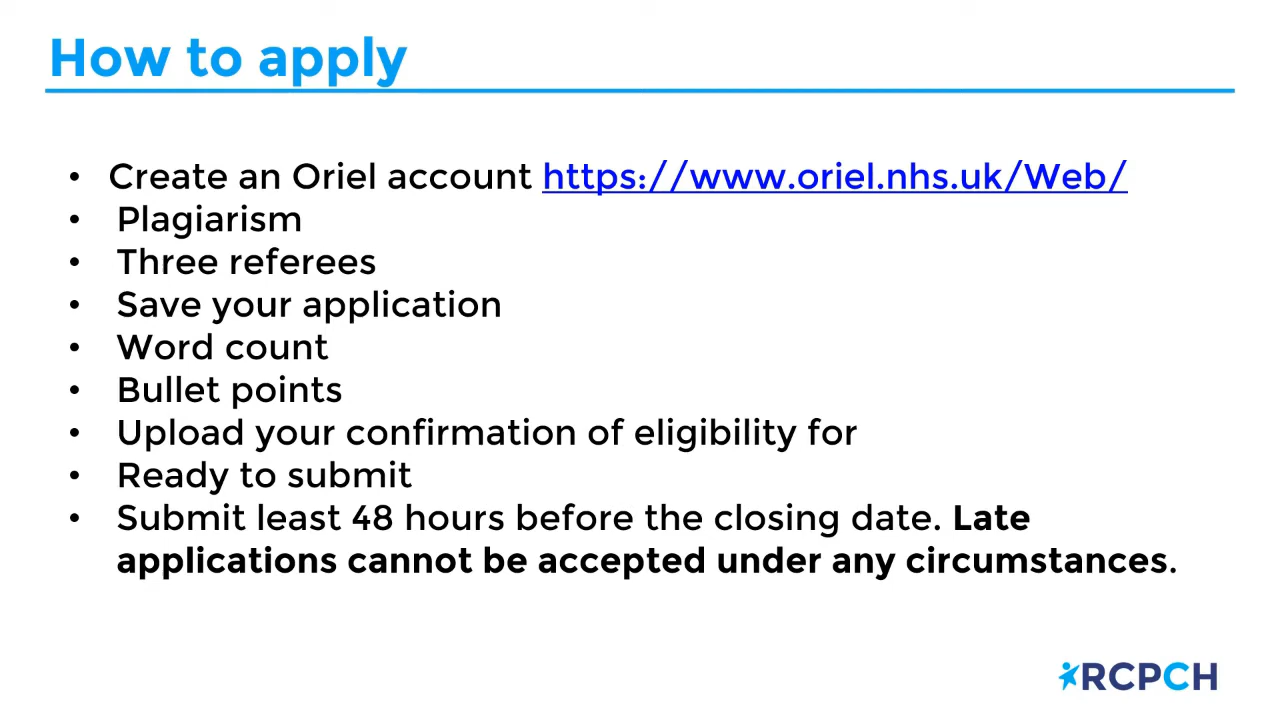 How to apply
• Create an Oriel account https://www.oriel.nhs.uk/Web/
• Plagiarism
• Three referees
• Save your application
• Word count
• Bullet points
• Upload your confirmation of eligibility for
• Ready to submit
• Submit least 48 hours before the closing date. Late
applications cannot be accepted under any circumstances.
RCPCH